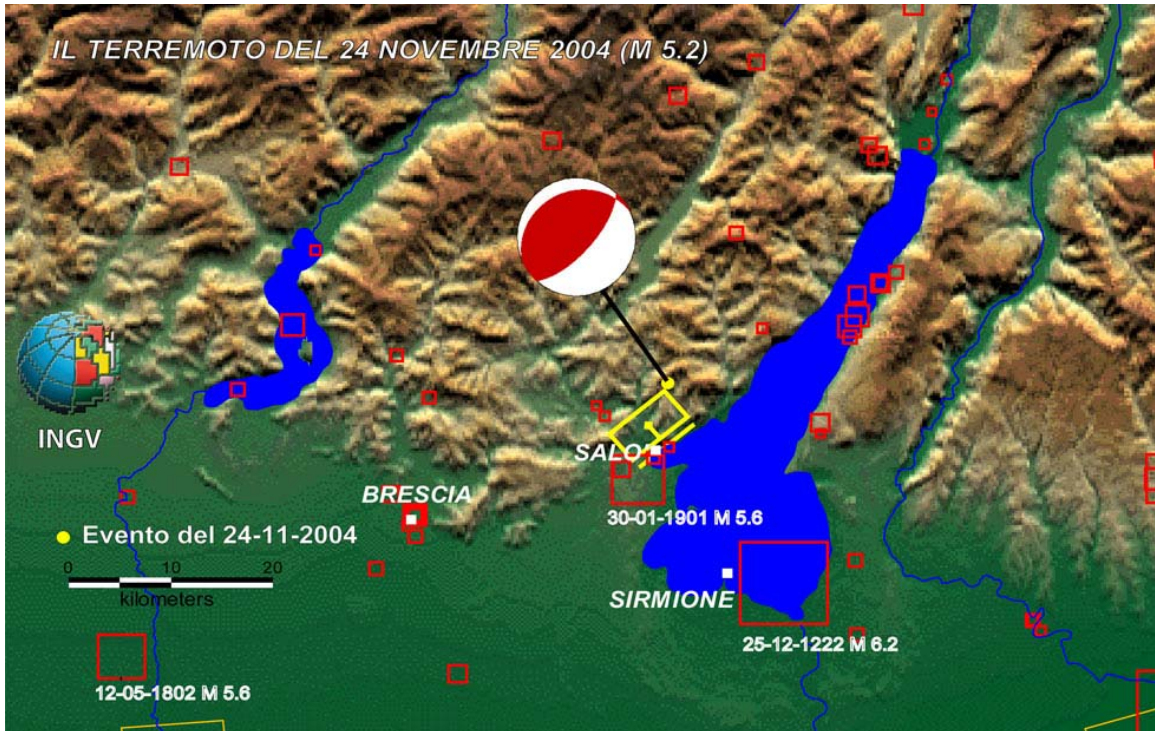 IL TERREMOTO DEL 24 NOVEMBRE 2004 (M 5.2)
INGV
SALO'
BRESCIA
30-01-1901 M 5.6
Evento del 24-11-2004
0 10 20
kilometers
SIRMIONE
25-12-1222 M 6.2
12-05-1802 M 5.6